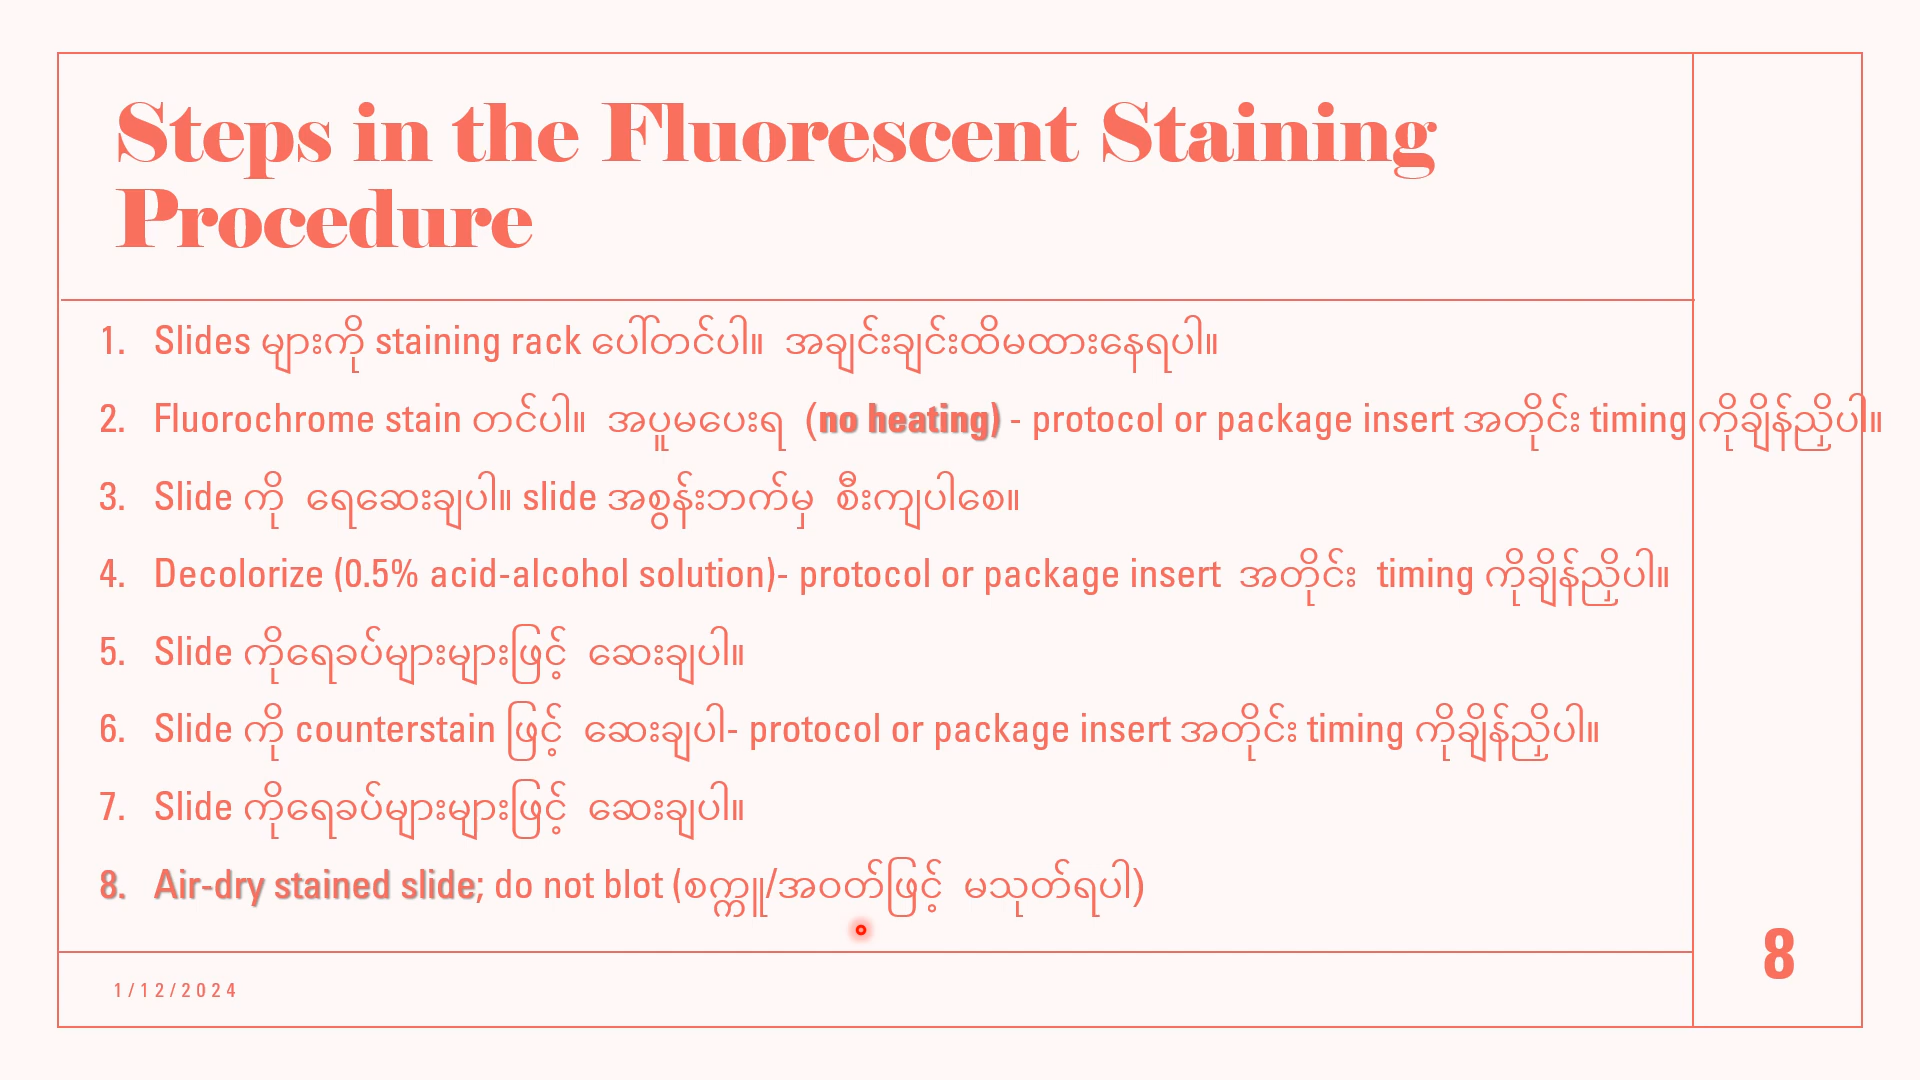 Steps in the Fluorescent Staining
Procedure
1. Slides များကို staining rack ပေါ်တင်ပါ။ အချင်းချင်းထိမထားနေရပါ။
2. Fluorochrome stain တင်ပါ။ အပူမပေးရ (no heating) - protocol or package insert အတိုင်း timing ကိုချိန်ညှိပါ။
3. Slide ကို ရေဆေးချပါ။ slide အစွန်းဘက်မှ စီးကျပါစေ။
4. Decolorize (0.5% acid-alcohol solution)- protocol or package insert အတိုင်း timing ကိုချိန်ညှိပါ။
5. Slide ကိုရေခပ်များများဖြင့် ဆေးချပါ။
6. Slide ကို counterstain ဖြင့် ဆေးချပါ- protocol or package insert အတိုင်း timing ကိုချိန်ညှိပါ။
7. Slide ကိုရေခပ်များများဖြင့် ဆေးချပါ။
8. Air-dry stained slide; do not blot (စက္ကူ/အဝတ်ဖြင့် မသုတ်ရပါ)
8
1/12/2024